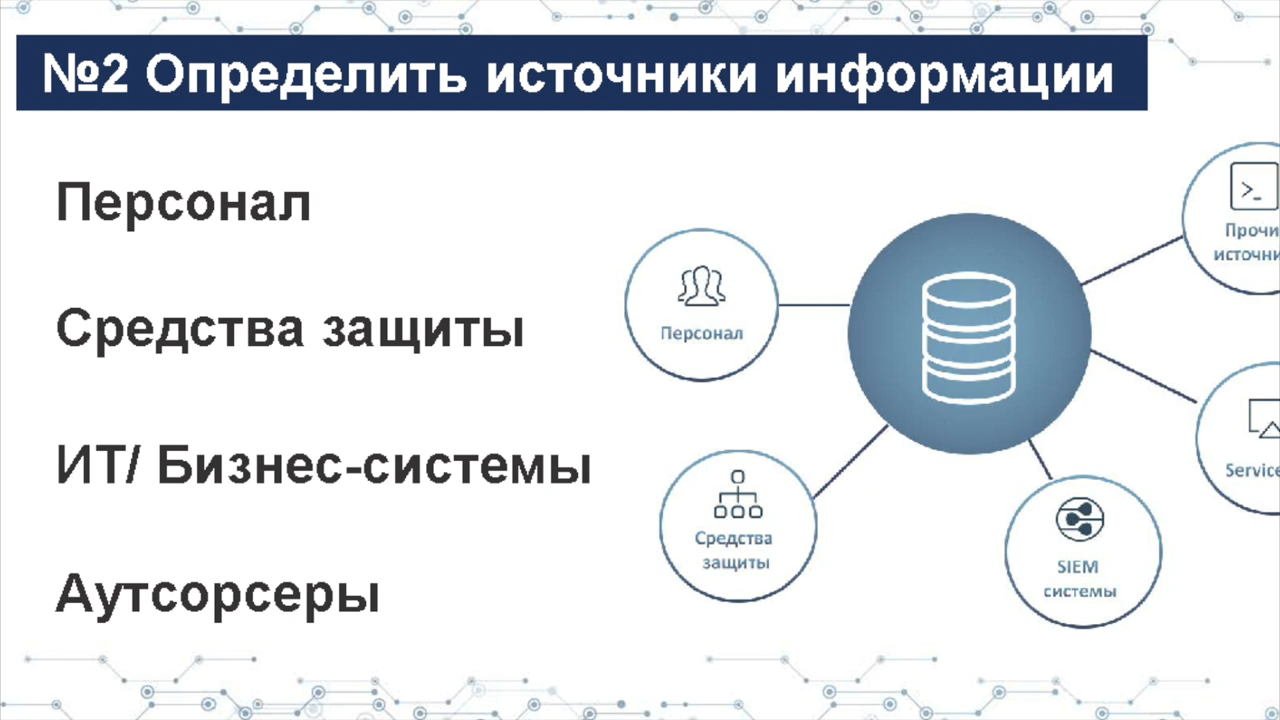 №2 Определить источники информации
Персонал
Средства защиты
ИТ/ Бизнес-системы
Аутсорсеры
Персонал
Средства
защиты
SIEM
системы
Service